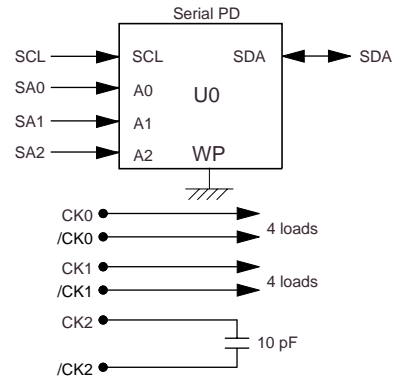 Serial PD
SCL SCL SDA SDA
SA0 A0 U0
SA1 A1
SA2 A2 WP
CK0
/CK0 4 loads
CK1
/CK1 4 loads
CK2
10 pF
/CK2